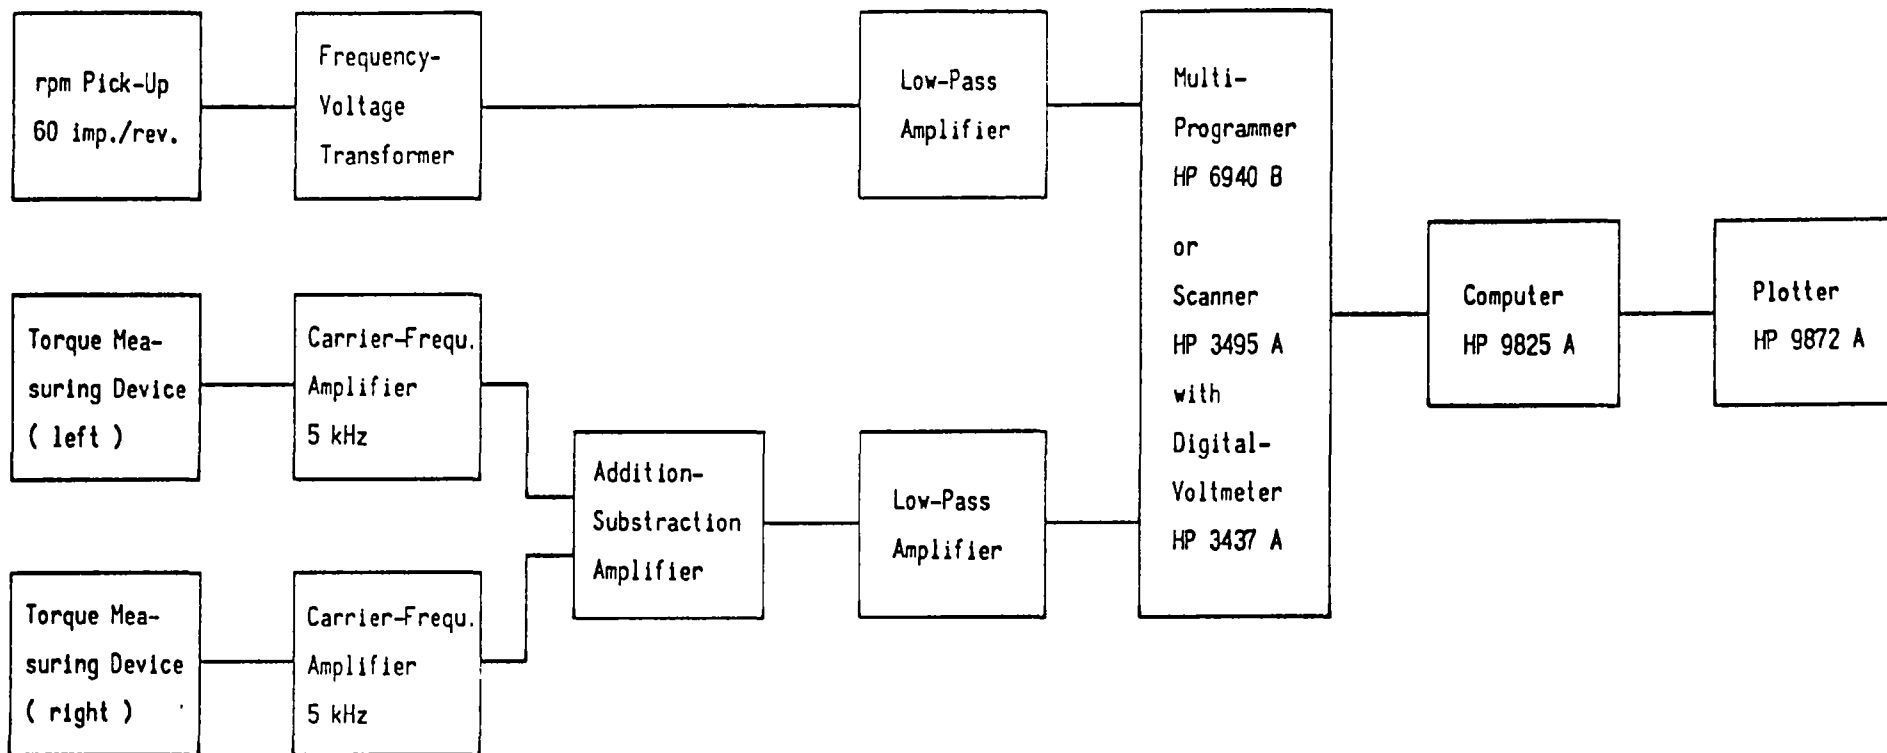 rpm Pick-Up
60 imp./rev.
Frequency-
Voltage
Transformer
Low-Pass
Amplifier
Multi-
Programmer
HP 6940 B
or
Scanner
HP 3495 A
with
Digital-
Voltmeter
HP 3437 A
Computer
HP 9825 A
Plotter
HP 9872 A
Torque Mea-
suring Device
( left )
Carrier-Frequ.
Amplifier
5 kHz
Addition-
Substraction
Amplifier
Low-Pass
Amplifier
Torque Mea-
suring Device
( right )
Carrier-Frequ.
Amplifier
5 kHz